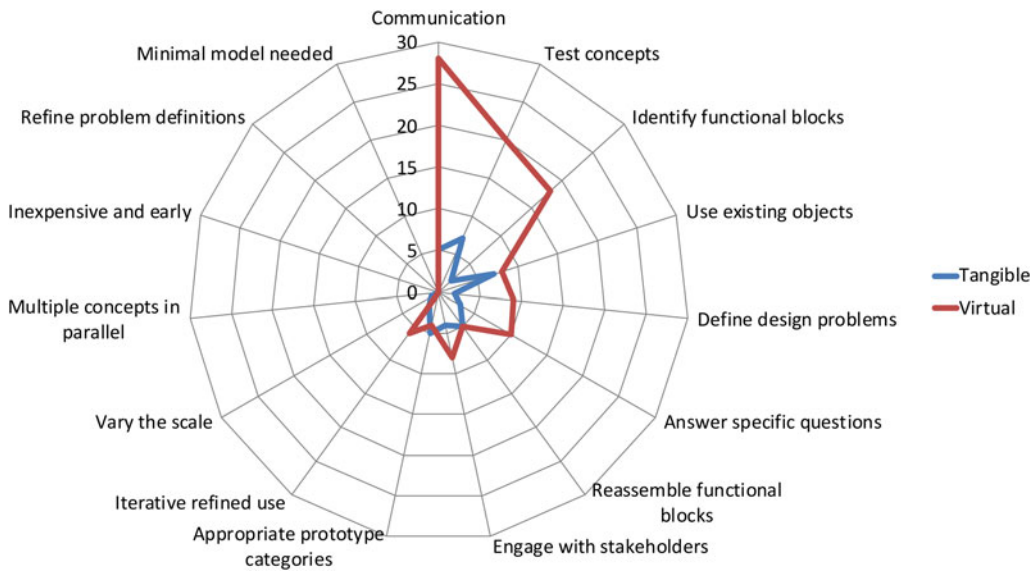 Communication
30
Minimal model needed
Test concepts
25
Refine problem definitions
Identify functional blocks
20
15
Inexpensive and early
Use existing objects
10
5
Tangible
0
Virtual
Multiple concepts in
parallel
Define design problems
Vary the scale
Answer specific questions
Iterative refined use
Reassemble functional
blocks
Appropriate prototype
categories
Engage with stakeholders